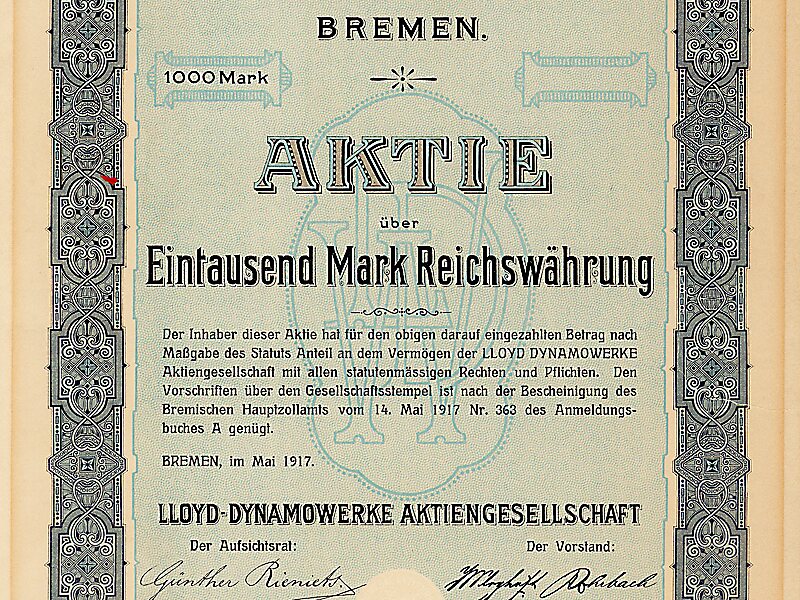 BREMEN.
1000 Mark
AKTIE
über
Eintausend Mark Reichswährung
Der Inhaber dieser Aktie hat für den obigen darauf eingezahlten Betrag nach
Maßgabe des Statuts Anteil an dem Vermögen der LLOYD DYNAMOWERKE
Aktiengesellschaft mit allen statutenmässigen Rechten und Pflichten. Den
Vorschriften über den Gesellschaftsstempel ist nach der Bescheinigung des
Bremischen Hauptzollamts vom 14. Mai 1917 Nr. 363 des Anmeldungs-
buches A genügt.
BREMEN, im Mai 1917.
LLOYD-DYNAMOWERKE AKTIENGESELLSCHAFT
Der Aufsichtsrat: Der Vorstand:
Günther Rohrbach